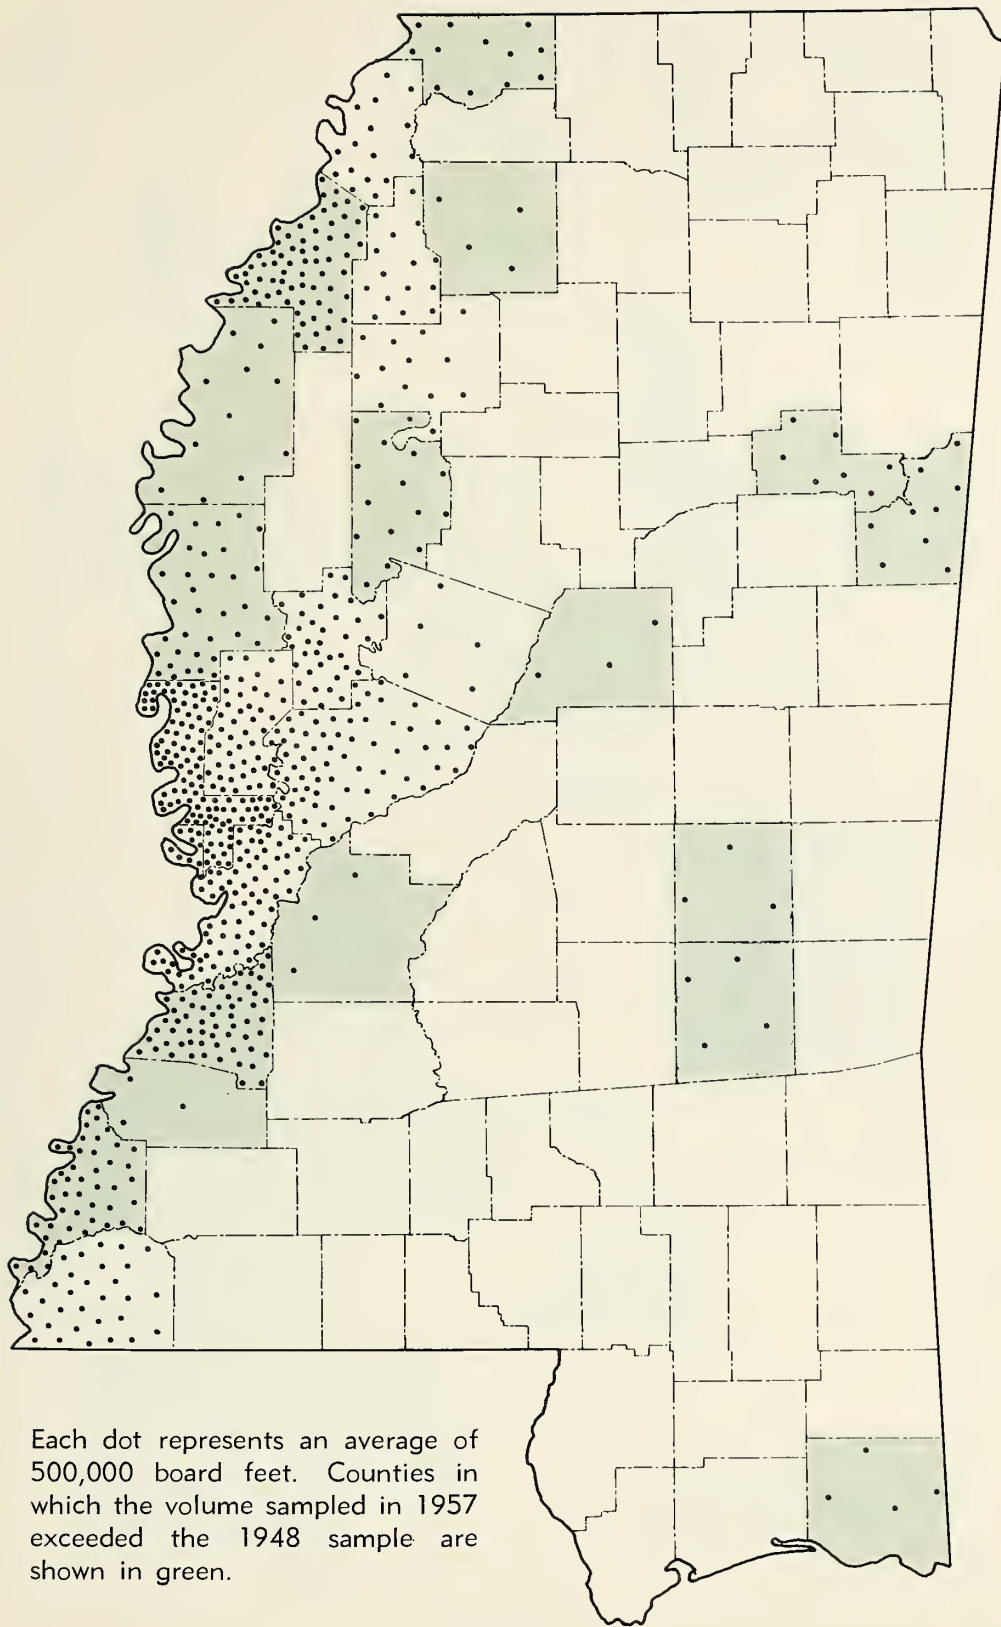 Each dot represents an average of
500,000 board feet. Counties in
which the volume sampled in 1957
exceeded the 1948 sample are
shown in green.